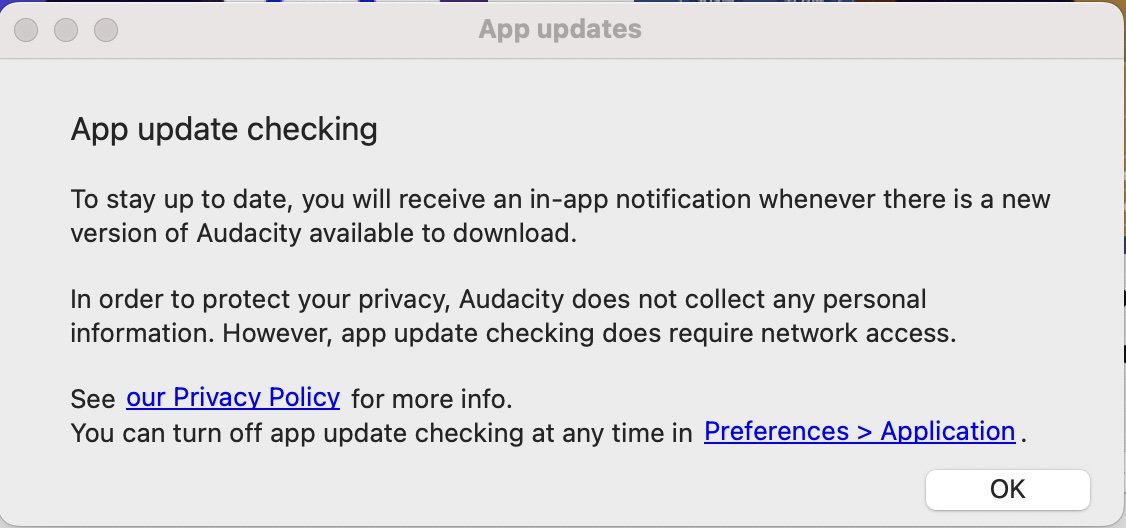 App updates
App update checking
To stay up to date, you will receive an in-app notification whenever there is a new
version of Audacity available to download.
In order to protect your privacy, Audacity does not collect any personal
information. However, app update checking does require network access.
See our Privacy Policy for more info.
You can turn off app update checking at any time in Preferences > Application .
OK